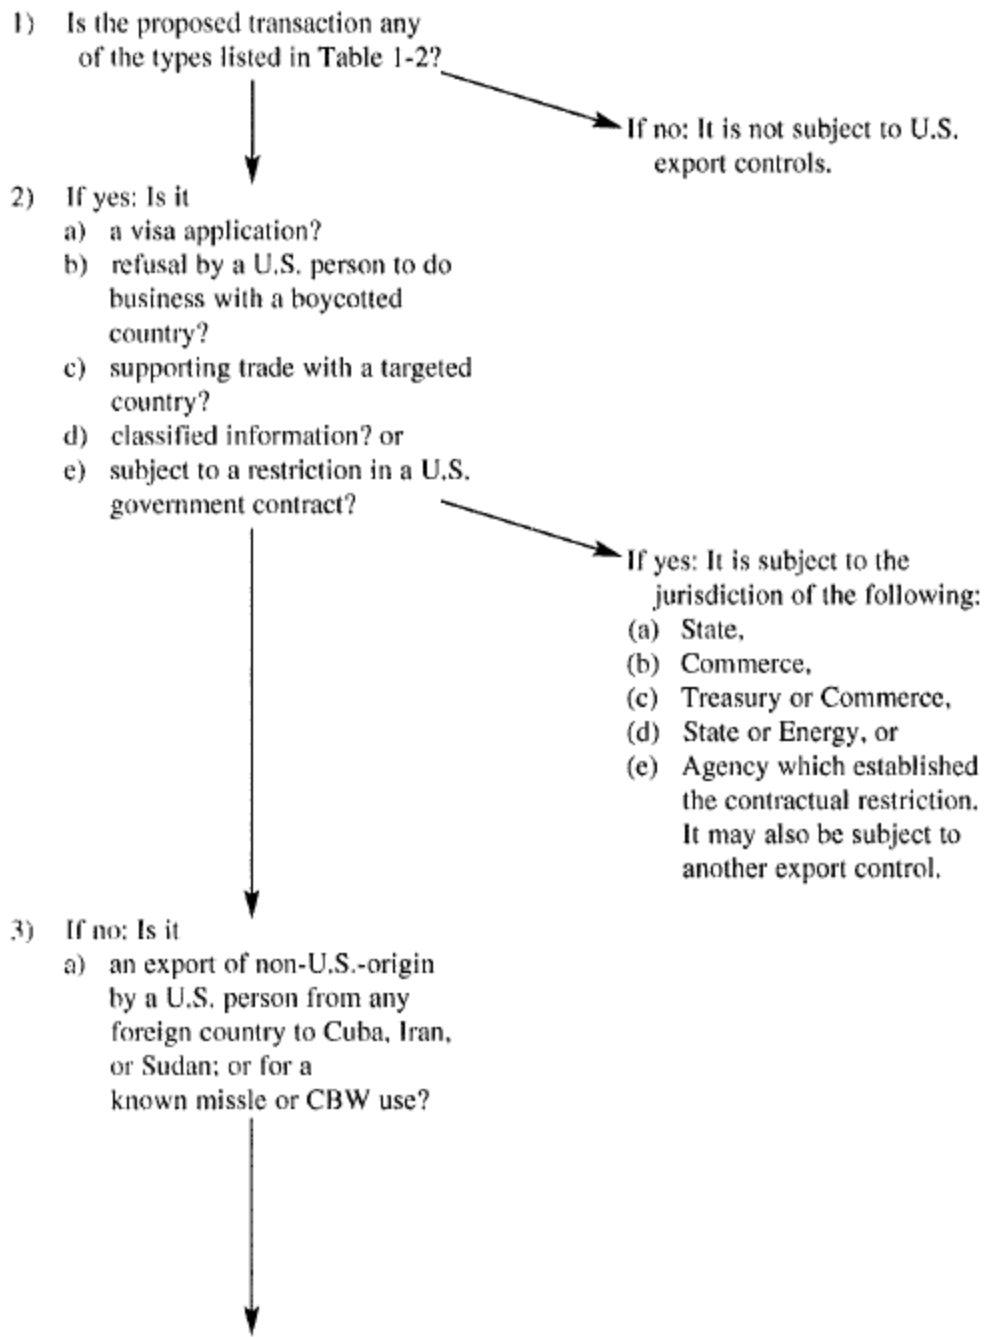 1) Is the proposed transaction any
of the types listed in Table 1-2?
If no: It is not subject to U.S.
export controls.
2) If yes: Is it
a) a visa application?
b) refusal by a U.S. person to do
business with a boycotted
country?
c) supporting trade with a targeted
country?
d) classified information? or
e) subject to a restriction in a U.S.
government contract?
If yes: It is subject to the
jurisdiction of the following:
(a) State,
(b) Commerce,
(c) Treasury or Commerce,
(d) State or Energy, or
(e) Agency which established
the contractual restriction.
It may also be subject to
another export control.
3) If no: Is it
a) an export of non-U.S.-origin
by a U.S. person from any
foreign country to Cuba, Iran,
or Sudan; or for a
known missle or CBW use?